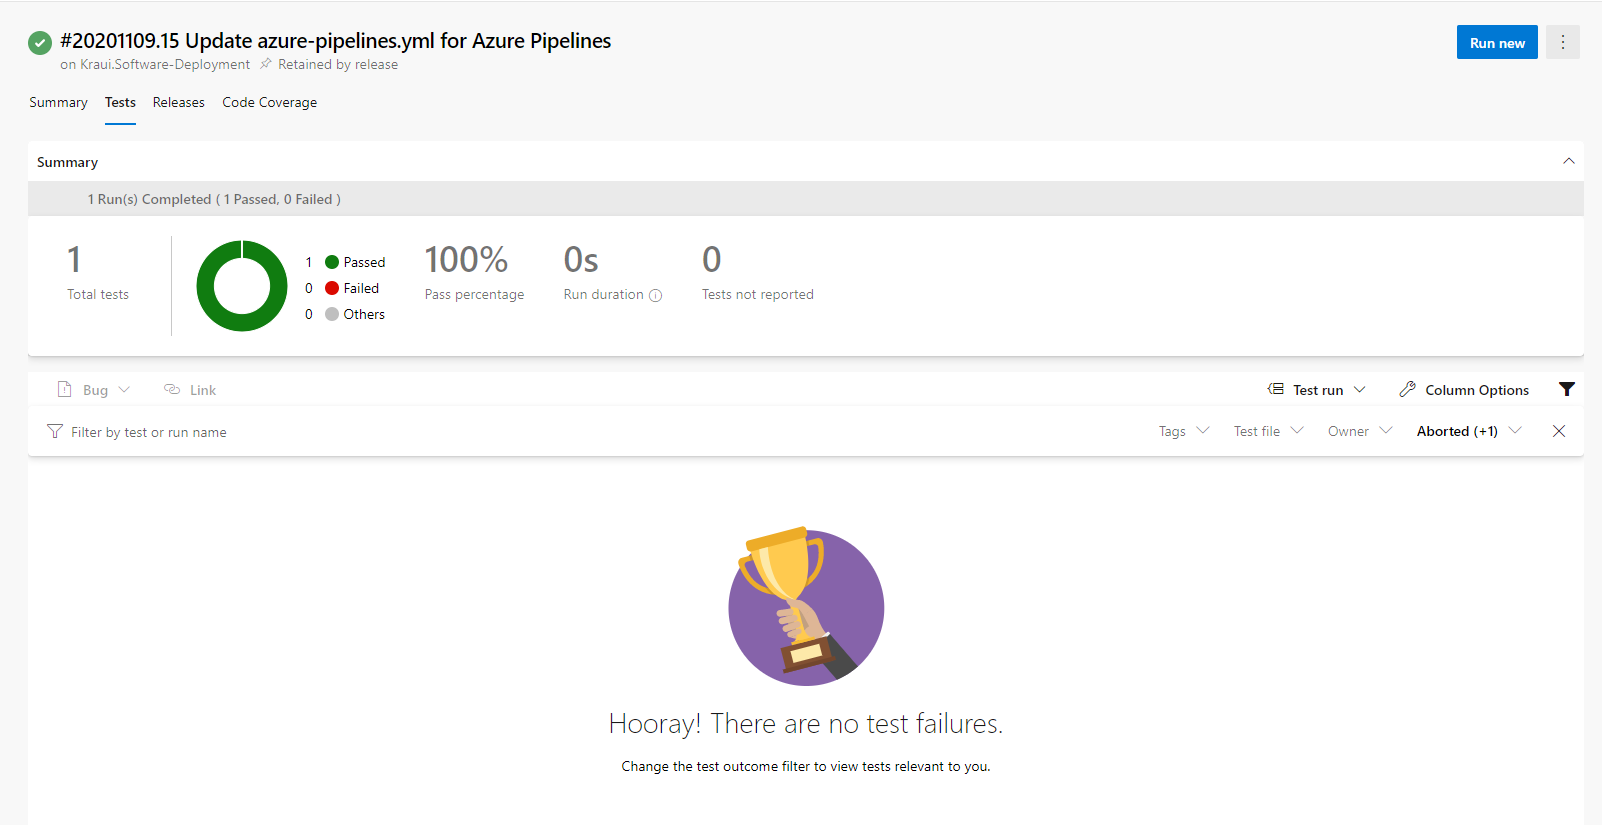 #20201109.15 Update azure-pipelines.yml for Azure Pipelines
Run new
on Kraui.Software-Deployment Retained by release
Summary Tests Releases Code Coverage
Summary
1 Run(s) Completed ( 1 Passed, 0 Failed )
1
Total tests
1 Passed
0 Failed
0 Others
100%
Pass percentage
0s
Run duration
0
Tests not reported
Bug Link Test run Column Options
Filter by test or run name Tags Test file Owner Aborted (+1)
Hooray! There are no test failures.
Change the test outcome filter to view tests relevant to you.